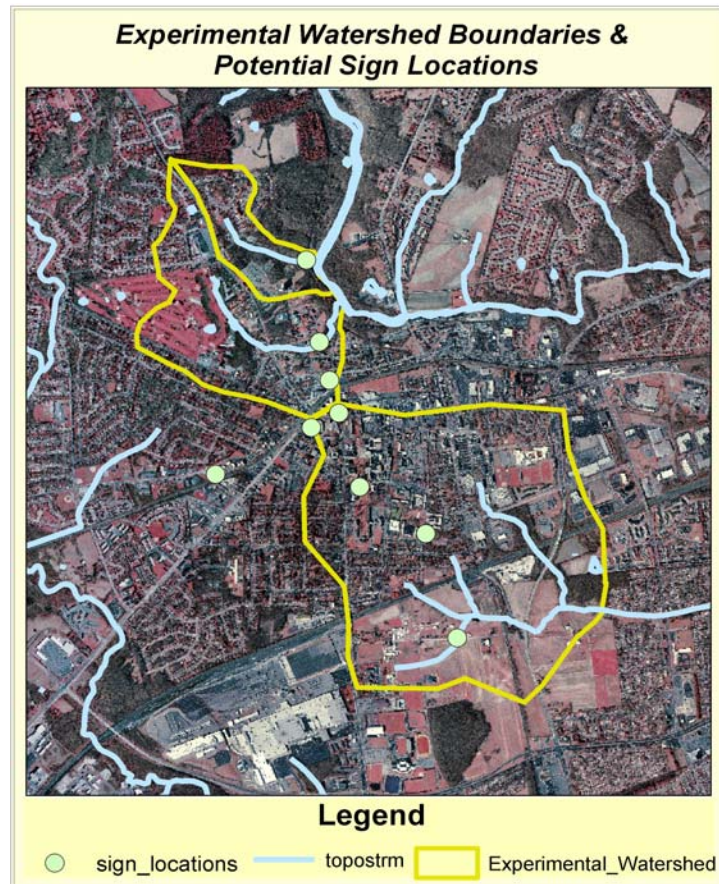 Experimental Watershed Boundaries &
Potential Sign Locations
Legend
sign_locations topostrm Experimental_Watershed